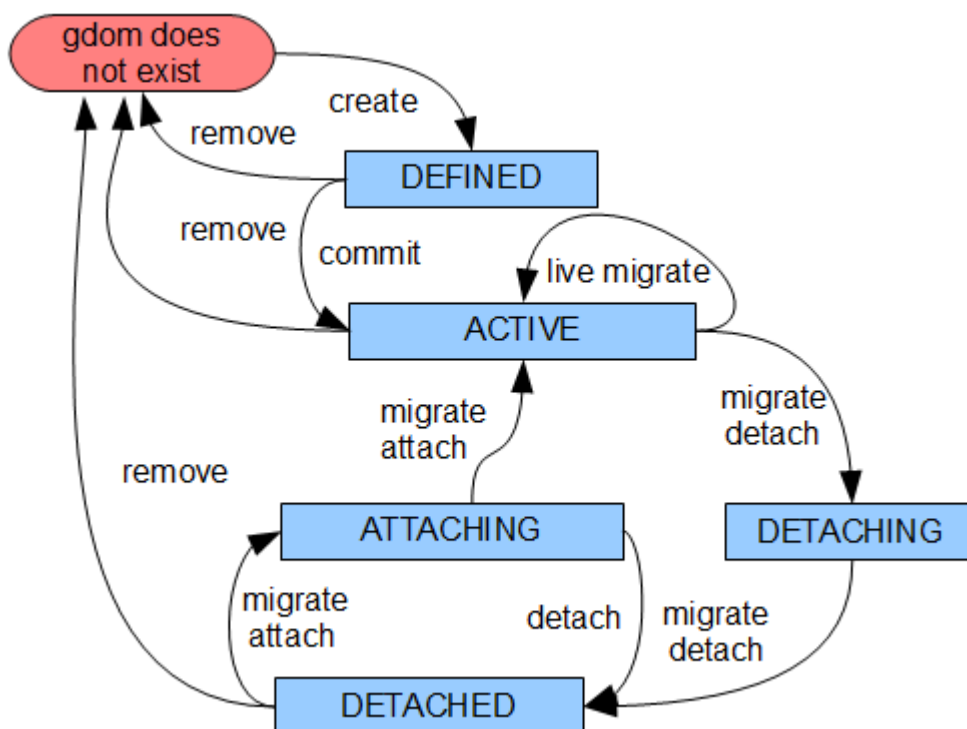 gdom does
not exist
create
remove
DEFINED
remove
commit
live migrate
ACTIVE
migrate
attach
migrate
detach
remove
ATTACHING
DETACHING
migrate
attach
detach
migrate
detach
DETACHED